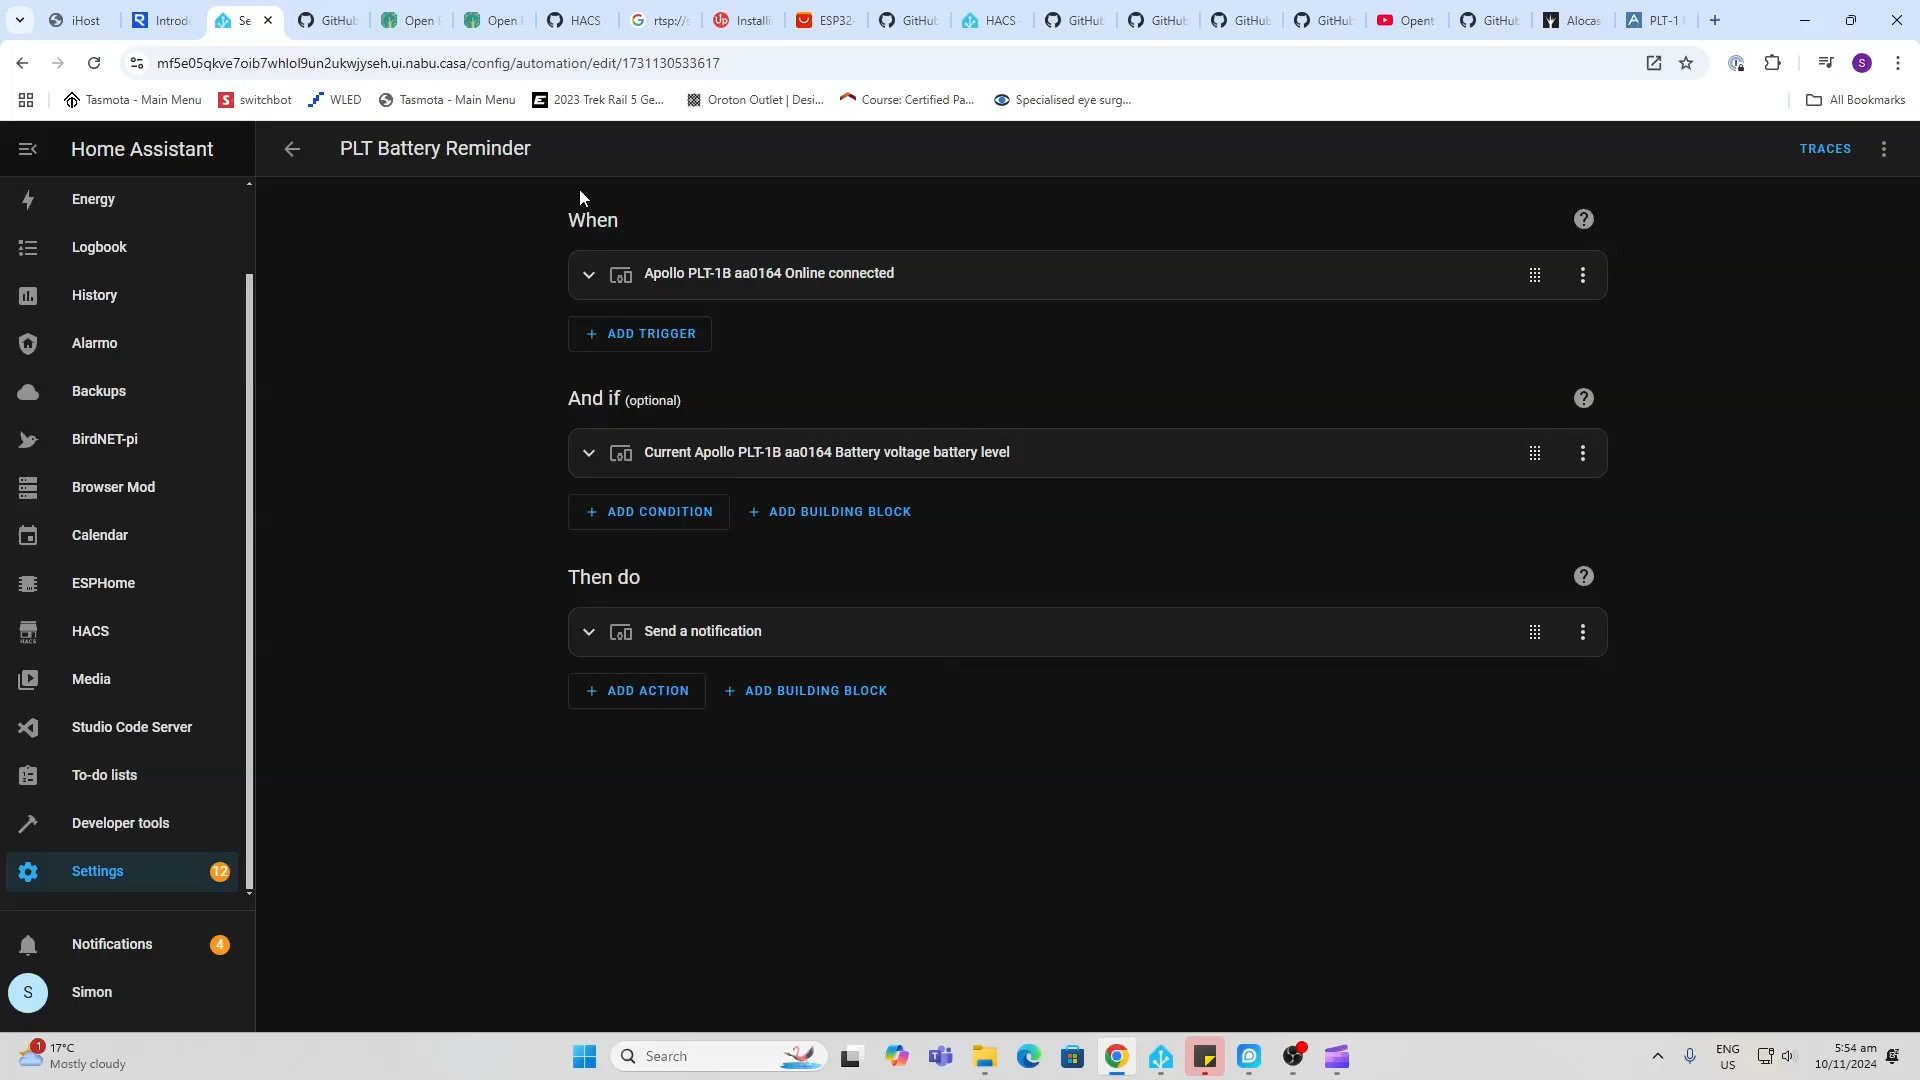 iHost
Introdu
Se
GitHub
Open
Open
HACS
rtsp://
Installi
ESP32-
GitHub
HACS
GitHub
GitHub
GitHub
GitHub
Opent
GitHub
Alocas
PLT-1
mf5e05qkve7oib7whlol9un2ukwjyseh.ui.nabu.casa/config/automation/edit/1731130533617
S
Tasmota - Main Menu
switchbot
WLED
Tasmota - Main Menu
2023 Trek Rail 5 Ge...
Oroton Outlet | Desi...
Course: Certified Pa...
Specialised eye surg...
All Bookmarks
Home Assistant
PLT Battery Reminder
TRACES
Energy
Logbook
History
Alarmo
Backups
BirdNET-pi
Browser Mod
Calendar
ESPHome
HACS
Media
Studio Code Server
To-do lists
Developer tools
Settings
12
Notifications
4
S
Simon
When
Apollo PLT-1B aa0164 Online connected
ADD TRIGGER
And if (optional)
Current Apollo PLT-1B aa0164 Battery voltage battery level
ADD CONDITION
ADD BUILDING BLOCK
Then do
Send a notification
ADD ACTION
ADD BUILDING BLOCK
1
17°C
Mostly cloudy
Search
ENG
US
5:54 am
10/11/2024